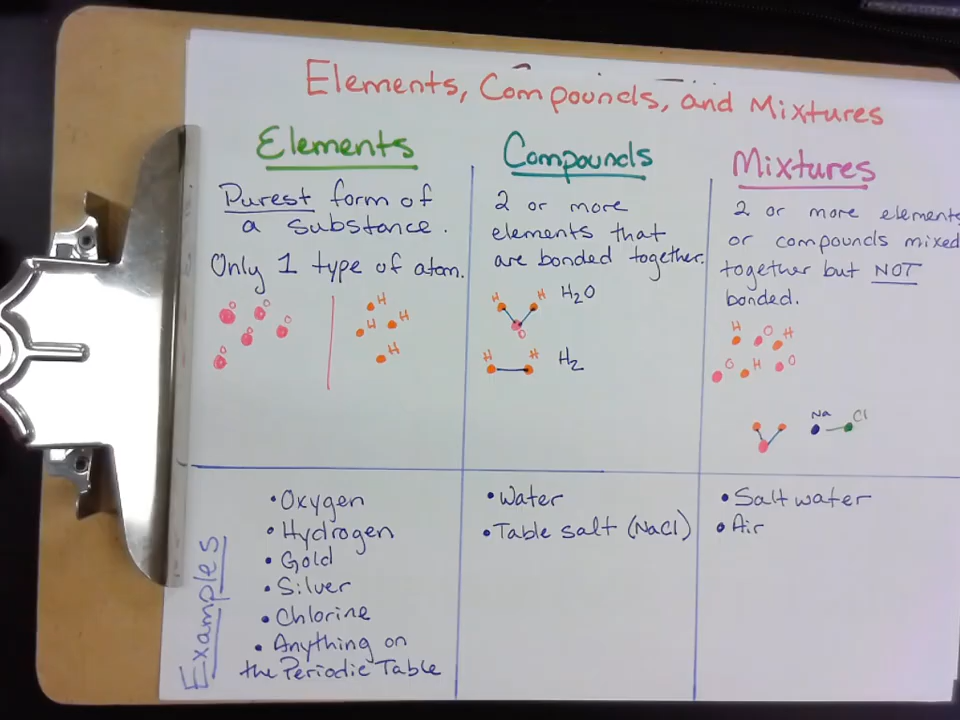 Elements, Compounds, and Mixtures
Elements
Purest form of
a substance.
Only 1 type of atom.
O
O
O
O
O
H
H
H
H
Compounds
2 or more
elements that
are bonded together.
H H H2O
O
H H H2
Mixtures
2 or more elements
or compounds mixed
together but NOT
bonded.
H O H
O H O
Na Cl
Examples
• Oxygen
• Hydrogen
• Gold
• Silver
• Chlorine
• Anything on
the Periodic Table
• Water
• Table salt (NaCl)
• Salt water
• Air